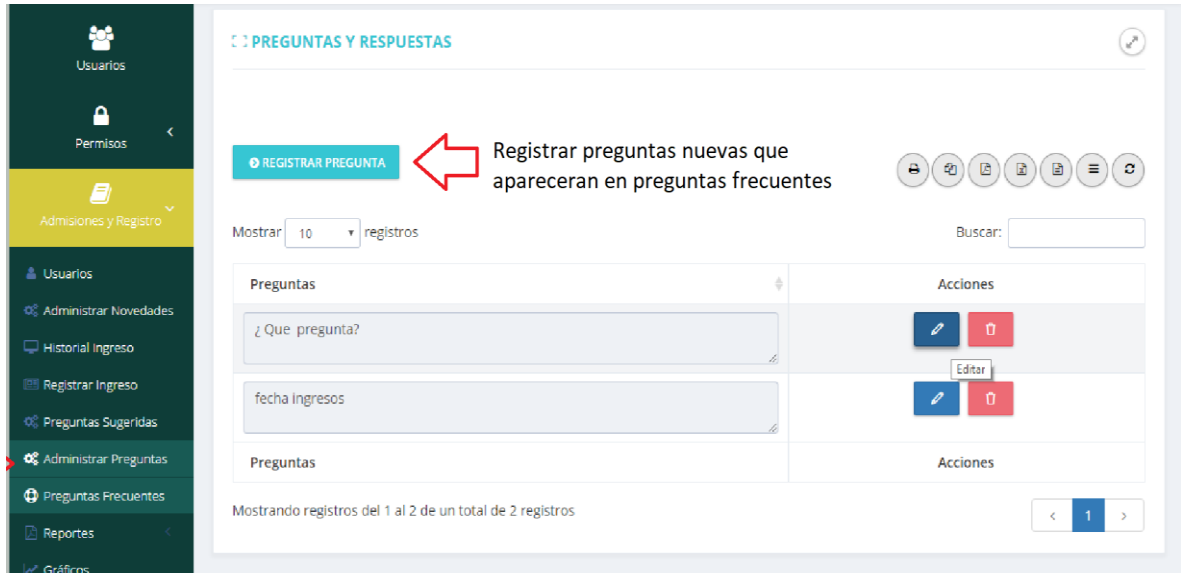 Usuarios
Permisos
Admisiones y Registro
Usuarios
Administrar Novedades
Historial Ingreso
Registrar Ingreso
Preguntas Sugeridas
Administrar Preguntas
Preguntas Frecuentes
Reportes
Gráficos
PREGUNTAS Y RESPUESTAS
REGISTRAR PREGUNTA
Registrar preguntas nuevas que
apareceran en preguntas frecuentes
Mostrar 10 registros
Buscar:
Preguntas Acciones
¿ Que pregunta?
Editar
fecha ingresos
Preguntas Acciones
Mostrando registros del 1 al 2 de un total de 2 registros
< 1 >